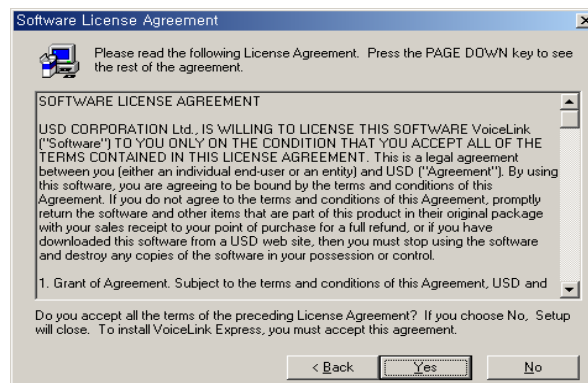 Software License Agreement
Please read the following License Agreement. Press the PAGE DOWN key to see
the rest of the agreement.
SOFTWARE LICENSE AGREEMENT
USD CORPORATION Ltd., IS WILLING TO LICENSE THIS SOFTWARE VoiceLink
("Software") TO YOU ONLY ON THE CONDITION THAT YOU ACCEPT ALL OF THE
TERMS CONTAINED IN THIS LICENSE AGREEMENT. This is a legal agreement
between you (either an individual end-user or an entity) and USD ("Agreement"). By using
this software, you are agreeing to be bound by the terms and conditions of this
Agreement. If you do not agree to the terms and conditions of this Agreement, promptly
return the software and other items that are part of this product in their original package
with your sales receipt to your point of purchase for a full refund, or if you have
downloaded this software from a USD web site, then you must stop using the software
and destroy any copies of the software in your possession or control.
1. Grant of Agreement. Subject to the terms and conditions of this Agreement, USD and
Do you accept all the terms of the preceding License Agreement? If you choose No, Setup
will close. To install VoiceLink Express, you must accept this agreement.
< Back Yes No